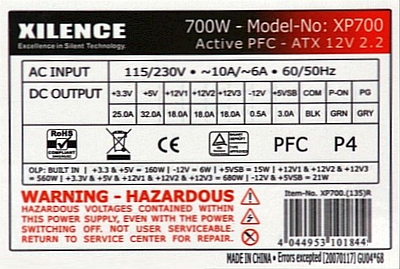 XILENCE
Excellence in Silent Technology.
700W - Model-No: XP700
Active PFC - ATX 12V 2.2
AC INPUT 115/230V • ~10A/~6A • 60/50Hz
DC OUTPUT +3.3V +5V +12V1 +12V2 +12V3 -12V +5VSB COM P-ON PG
25.0A 32.0A 18.0A 18.0A 18.0A 0.5A 3.0A BLK GRN GRY
RoHS
PFC P4
OLP: BUILT IN | +3.3 & +5V = 160W | -12V = 6W | +5VSB = 15W | +12V1 & +12V2 & +12V3
= 560W | +3.3V & +5V & +12V1 & +12V2 & +12V3 = 680W | -12V & +5VSB = 21W
WARNING - HAZARDOUS
HAZARDOUS VOLTAGES CONTAINED WITHIN
THIS POWER SUPPLY, EVEN WITH THE POWER
SWITCHING OFF. NOT USER SERVICEABLE.
RETURN TO SERVICE CENTER FOR REPAIR.
Item-No. XP700.(135)R
4 044953 101844
MADE IN CHINA • Errors excepted [20070117] GU04*68